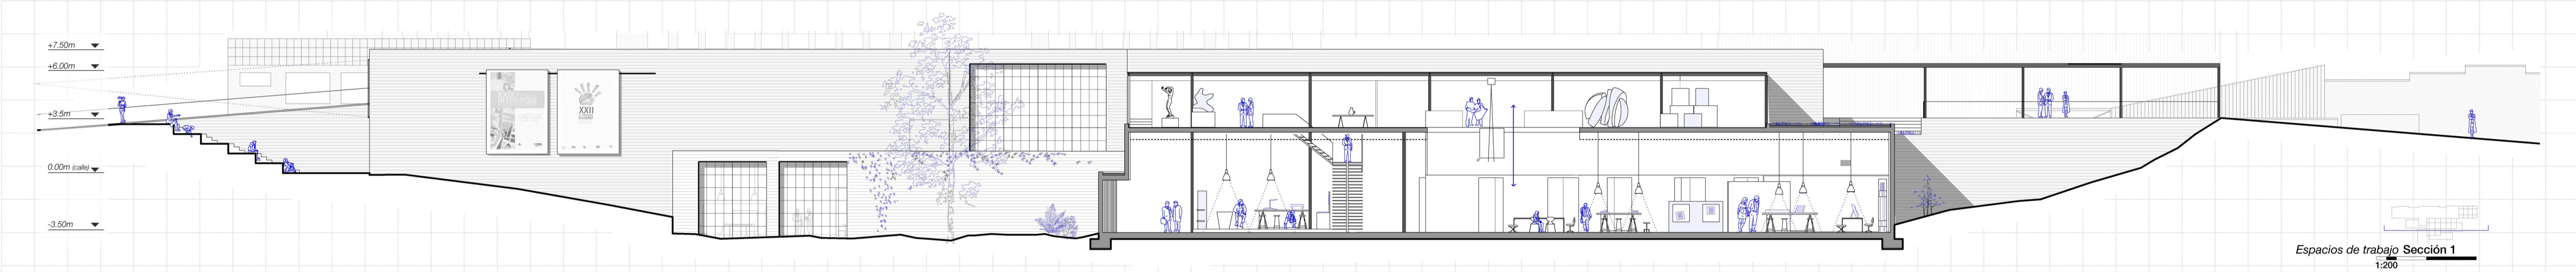 +7.50m
+6.00m
+3.5m
0.00m (calle)
-3.50m
XXII
Espacios de trabajo Sección 1
1:200